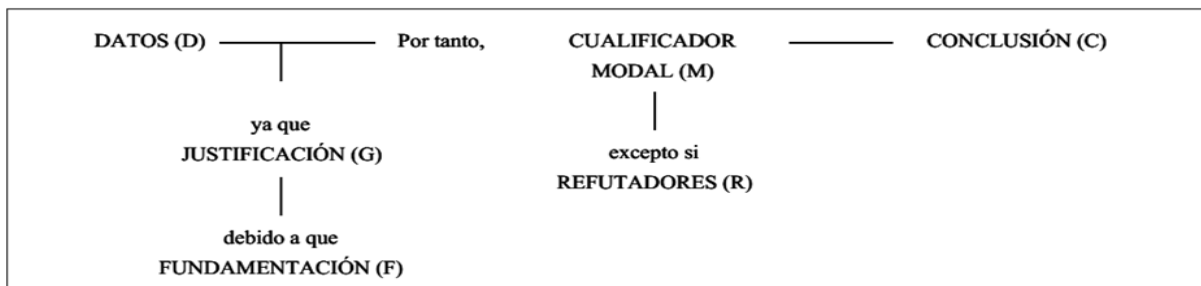 DATOS (D) Por tanto, CUALIFICADOR CONCLUSIÓN (C)
MODAL (M)
ya que excepto si
JUSTIFICACIÓN (G) REFUTADORES (R)
debido a que
FUNDAMENTACIÓN (F)